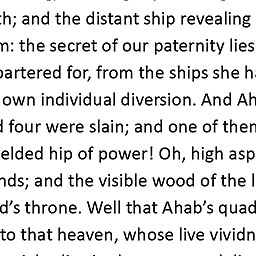 th; and the distant ship revealing
m: the secret of our paternity lies
bartered for, from the ships she ha
own individual diversion. And Ah
d four were slain; and one of then
elded hip of power! Oh, high asp
nds; and the visible wood of the l
d's throne. Well that Ahab's quad
to that heaven, whose live vividn